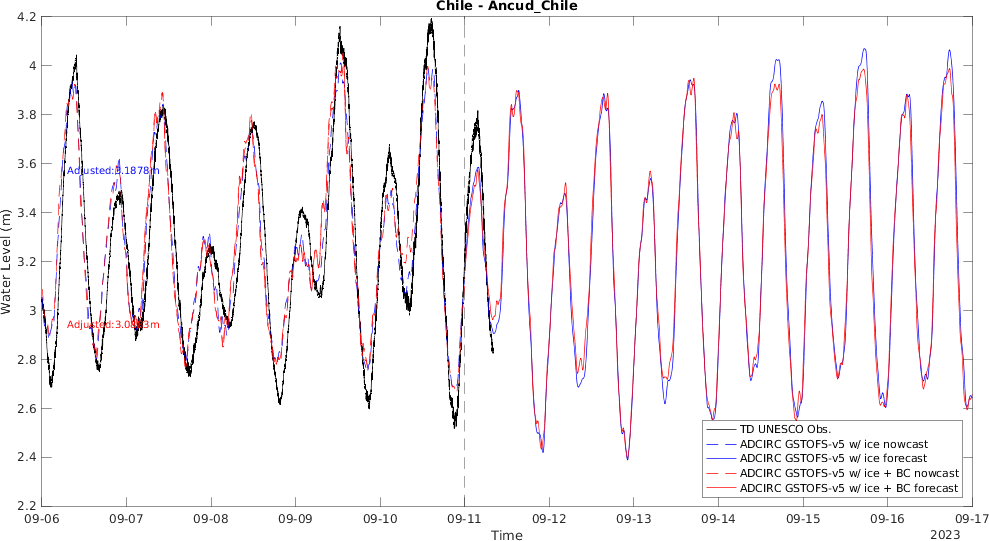 Chile - Ancud_Chile
Water Level (m)
4.2
4
3.8
3.6
3.4
3.2
3
2.8
2.6
2.4
2.2
Adjusted:3.1878m
TD UNESCO Obs.
ADCIRC GSTOFS-v5 w/ ice nowcast
ADCIRC GSTOFS-v5 w/ ice forecast
ADCIRC GSTOFS-v5 w/ ice + BC nowcast
ADCIRC GSTOFS-v5 w/ ice + BC forecast
09-06 09-07 09-08 09-09 09-10 09-11 09-12 09-13 09-14 09-15 09-16 09-17
Time
2023